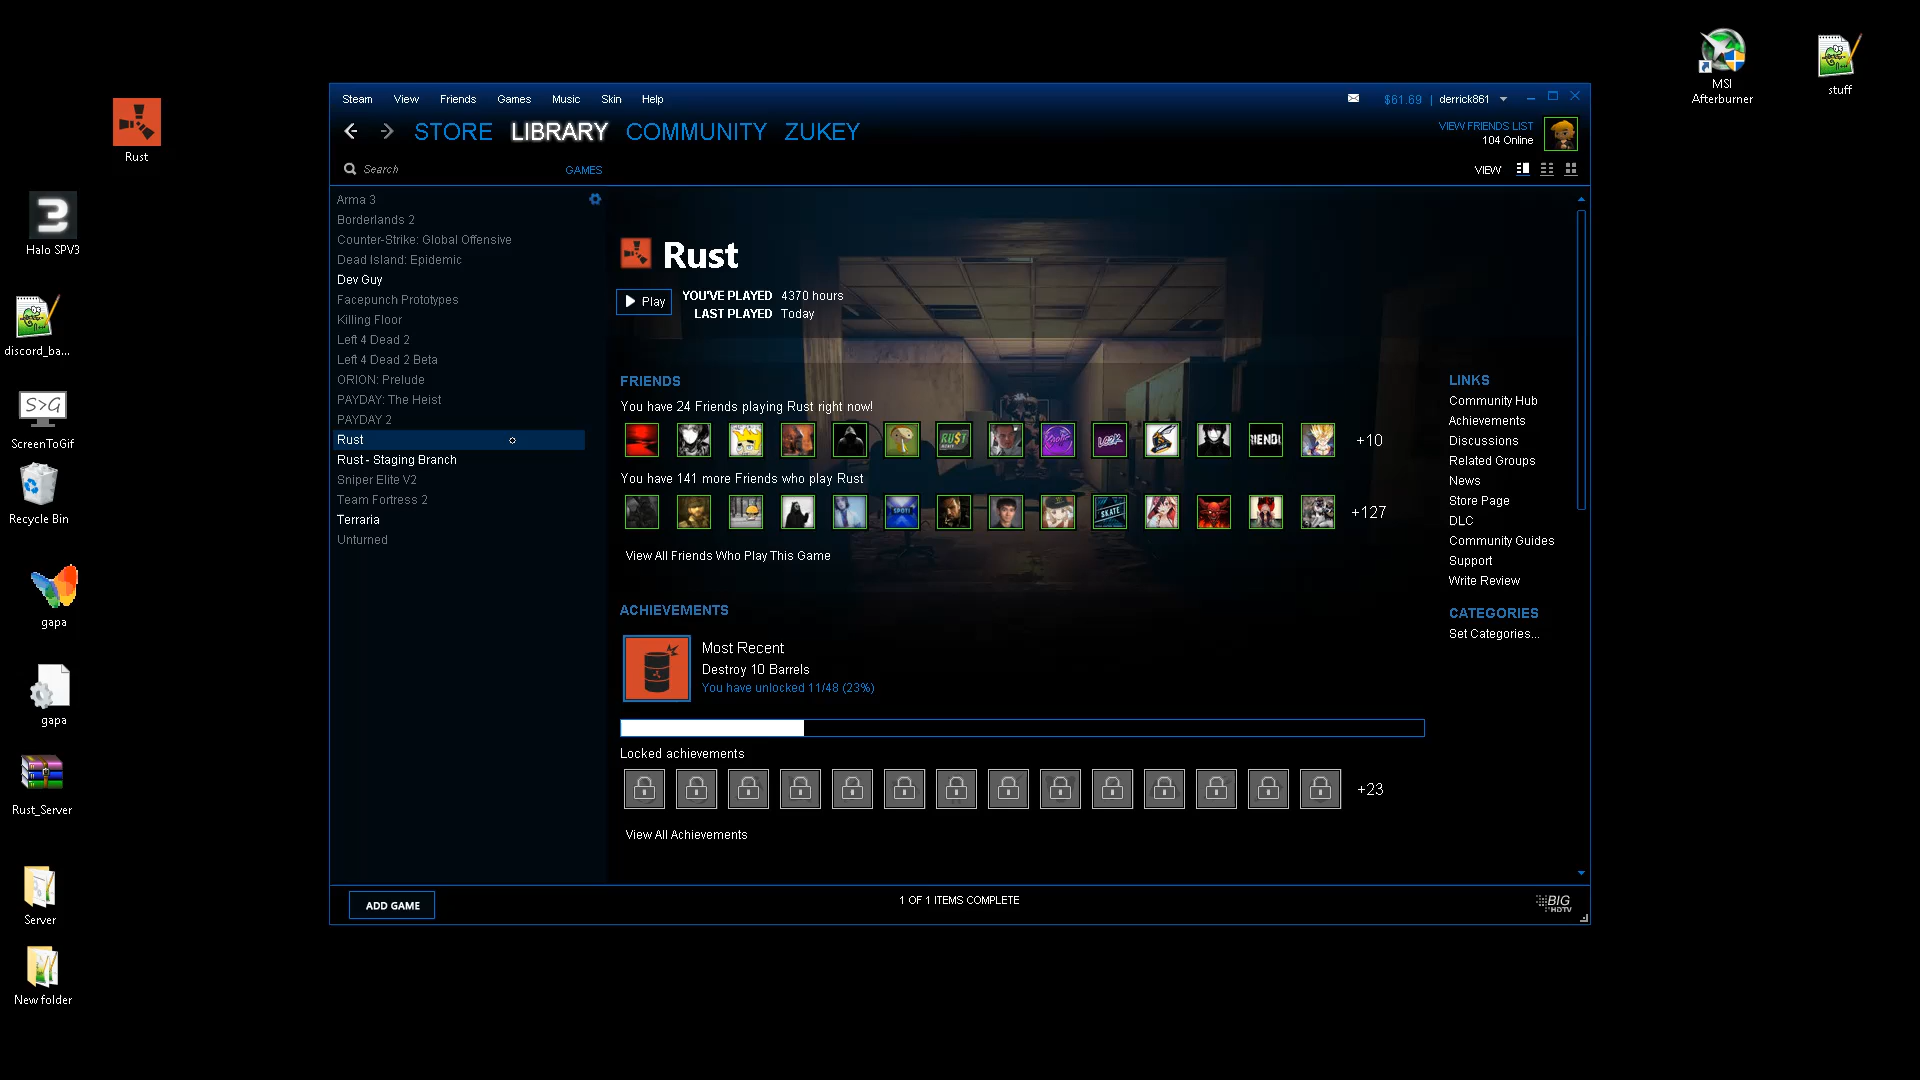 MSI
Afterburner
stuff
Rust
Halo SPV3
discord_ba...
ScreenToGif
Recycle Bin
gapa
gapa
Rust_Server
Server
New folder
Steam View Friends Games Music Skin Help
$61.69 | derrick861
STORE LIBRARY COMMUNITY ZUKEY
VIEW FRIENDS LIST
104 Online
Search GAMES
VIEW
Arma 3
Borderlands 2
Counter-Strike: Global Offensive
Dead Island: Epidemic
Dev Guy
Facepunch Prototypes
Killing Floor
Left 4 Dead 2
Left 4 Dead 2 Beta
ORION: Prelude
PAYDAY: The Heist
PAYDAY 2
Rust
Rust - Staging Branch
Sniper Elite V2
Team Fortress 2
Terraria
Unturned
Rust
Play
YOU'VE PLAYED 4370 hours
LAST PLAYED Today
FRIENDS
You have 24 Friends playing Rust right now!
+10
You have 141 more Friends who play Rust
+127
View All Friends Who Play This Game
ACHIEVEMENTS
Most Recent
Destroy 10 Barrels
You have unlocked 11/48 (23%)
Locked achievements
+23
View All Achievements
LINKS
Community Hub
Achievements
Discussions
Related Groups
News
Store Page
DLC
Community Guides
Support
Write Review
CATEGORIES
Set Categories...
ADD GAME
1 OF 1 ITEMS COMPLETE
BIG
HDTV
S>G
RUST
SPOTI
SKATE